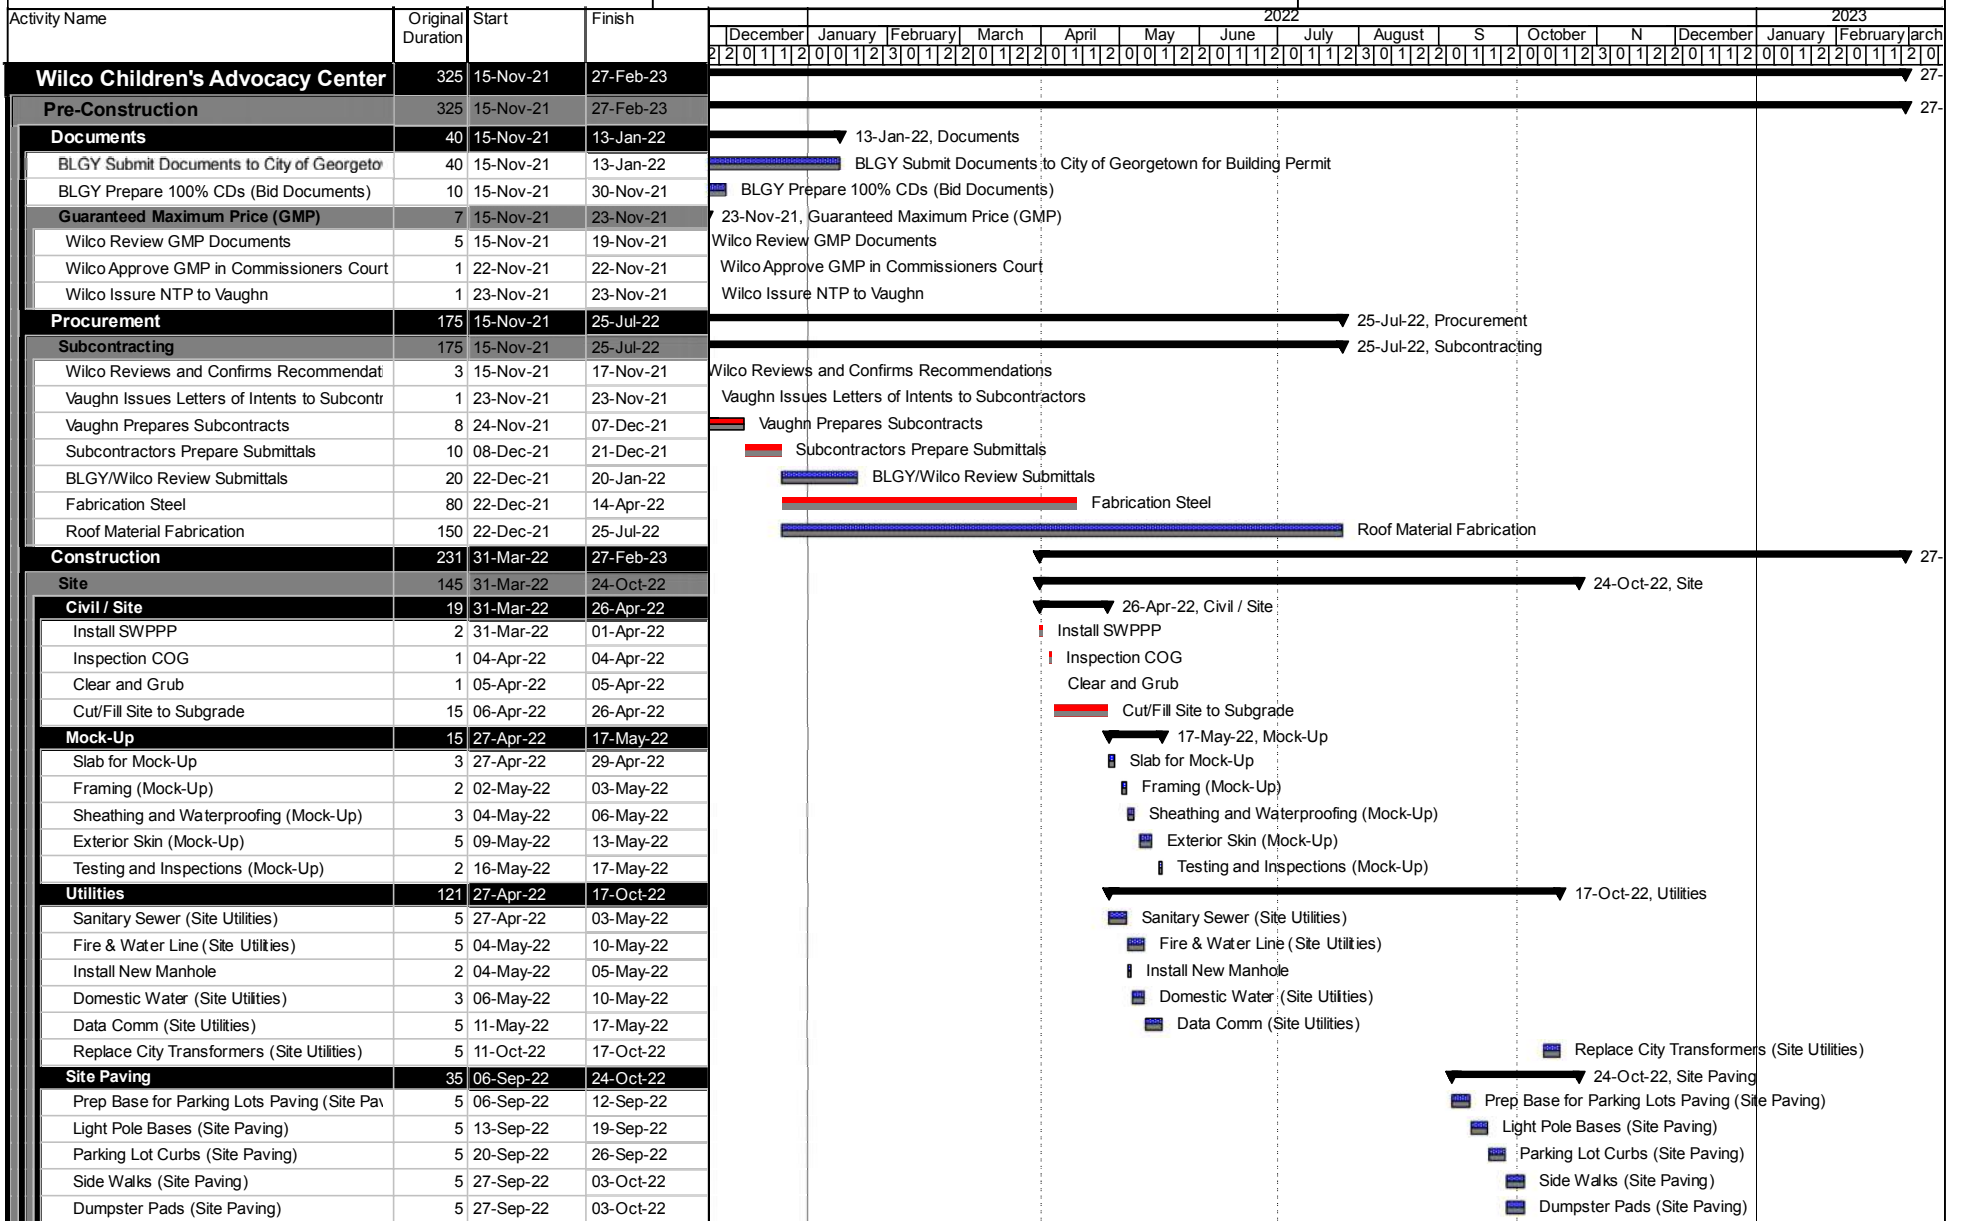 Activity Name Original Duration Start Finish
2022 2023
December January February March April May June July August S October N December January February arch
Wilco Children's Advocacy Center 325 15-Nov-21 27-Feb-23 27-
Pre-Construction 325 15-Nov-21 27-Feb-23 27-
Documents 40 15-Nov-21 13-Jan-22 13-Jan-22, Documents
BLGY Submit Documents to City of Georgeto 40 15-Nov-21 13-Jan-22 BLGY Submit Documents to City of Georgetown for Building Permit
BLGY Prepare 100% CDs (Bid Documents) 10 15-Nov-21 30-Nov-21 BLGY Prepare 100% CDs (Bid Documents)
Guaranteed Maximum Price (GMP) 7 15-Nov-21 23-Nov-21 23-Nov-21, Guaranteed Maximum Price (GMP)
Wilco Review GMP Documents 5 15-Nov-21 19-Nov-21 Wilco Review GMP Documents
Wilco Approve GMP in Commissioners Court 1 22-Nov-21 22-Nov-21 Wilco Approve GMP in Commissioners Court
Wilco Issure NTP to Vaughn 1 23-Nov-21 23-Nov-21 Wilco Issure NTP to Vaughn
Procurement 175 15-Nov-21 25-Jul-22 25-Jul-22, Procurement
Subcontracting 175 15-Nov-21 25-Jul-22 25-Jul-22, Subcontracting
Wilco Reviews and Confirms Recommendati 3 15-Nov-21 17-Nov-21 Wilco Reviews and Confirms Recommendations
Vaughn Issues Letters of Intents to Subcontr 1 23-Nov-21 23-Nov-21 Vaughn Issues Letters of Intents to Subcontractors
Vaughn Prepares Subcontracts 8 24-Nov-21 07-Dec-21 Vaughn Prepares Subcontracts
Subcontractors Prepare Submittals 10 08-Dec-21 21-Dec-21 Subcontractors Prepare Submittals
BLGY/Wilco Review Submittals 20 22-Dec-21 20-Jan-22 BLGY/Wilco Review Submittals
Fabrication Steel 80 22-Dec-21 14-Apr-22 Fabrication Steel
Roof Material Fabrication 150 22-Dec-21 25-Jul-22 Roof Material Fabrication
Construction 231 31-Mar-22 27-Feb-23 27-
Site 145 31-Mar-22 24-Oct-22 24-Oct-22, Site
Civil / Site 19 31-Mar-22 26-Apr-22 26-Apr-22, Civil / Site
Install SWPPP 2 31-Mar-22 01-Apr-22 Install SWPPP
Inspection COG 1 04-Apr-22 04-Apr-22 Inspection COG
Clear and Grub 1 05-Apr-22 05-Apr-22 Clear and Grub
Cut/Fill Site to Subgrade 15 06-Apr-22 26-Apr-22 Cut/Fill Site to Subgrade
Mock-Up 15 27-Apr-22 17-May-22 17-May-22, Mock-Up
Slab for Mock-Up 3 27-Apr-22 29-Apr-22 Slab for Mock-Up
Framing (Mock-Up) 2 02-May-22 03-May-22 Framing (Mock-Up)
Sheathing and Waterproofing (Mock-Up) 3 04-May-22 06-May-22 Sheathing and Waterproofing (Mock-Up)
Exterior Skin (Mock-Up) 5 09-May-22 13-May-22 Exterior Skin (Mock-Up)
Testing and Inspections (Mock-Up) 2 16-May-22 17-May-22 Testing and Inspections (Mock-Up)
Utilities 121 27-Apr-22 17-Oct-22 17-Oct-22, Utilities
Sanitary Sewer (Site Utilities) 5 27-Apr-22 03-May-22 Sanitary Sewer (Site Utilities)
Fire & Water Line (Site Utilities) 5 04-May-22 10-May-22 Fire & Water Line (Site Utilities)
Install New Manhole 2 04-May-22 05-May-22 Install New Manhole
Domestic Water (Site Utilities) 3 06-May-22 10-May-22 Domestic Water (Site Utilities)
Data Comm (Site Utilities) 5 11-May-22 17-May-22 Data Comm (Site Utilities)
Replace City Transformers (Site Utilities) 5 11-Oct-22 17-Oct-22 Replace City Transformers (Site Utilities)
Site Paving 35 06-Sep-22 24-Oct-22 24-Oct-22, Site Paving
Prep Base for Parking Lots Paving (Site Pav 5 06-Sep-22 12-Sep-22 Prep Base for Parking Lots Paving (Site Paving)
Light Pole Bases (Site Paving) 5 13-Sep-22 19-Sep-22 Light Pole Bases (Site Paving)
Parking Lot Curbs (Site Paving) 5 20-Sep-22 26-Sep-22 Parking Lot Curbs (Site Paving)
Side Walks (Site Paving) 5 27-Sep-22 03-Oct-22 Side Walks (Site Paving)
Dumpster Pads (Site Paving) 5 27-Sep-22 03-Oct-22 Dumpster Pads (Site Paving)